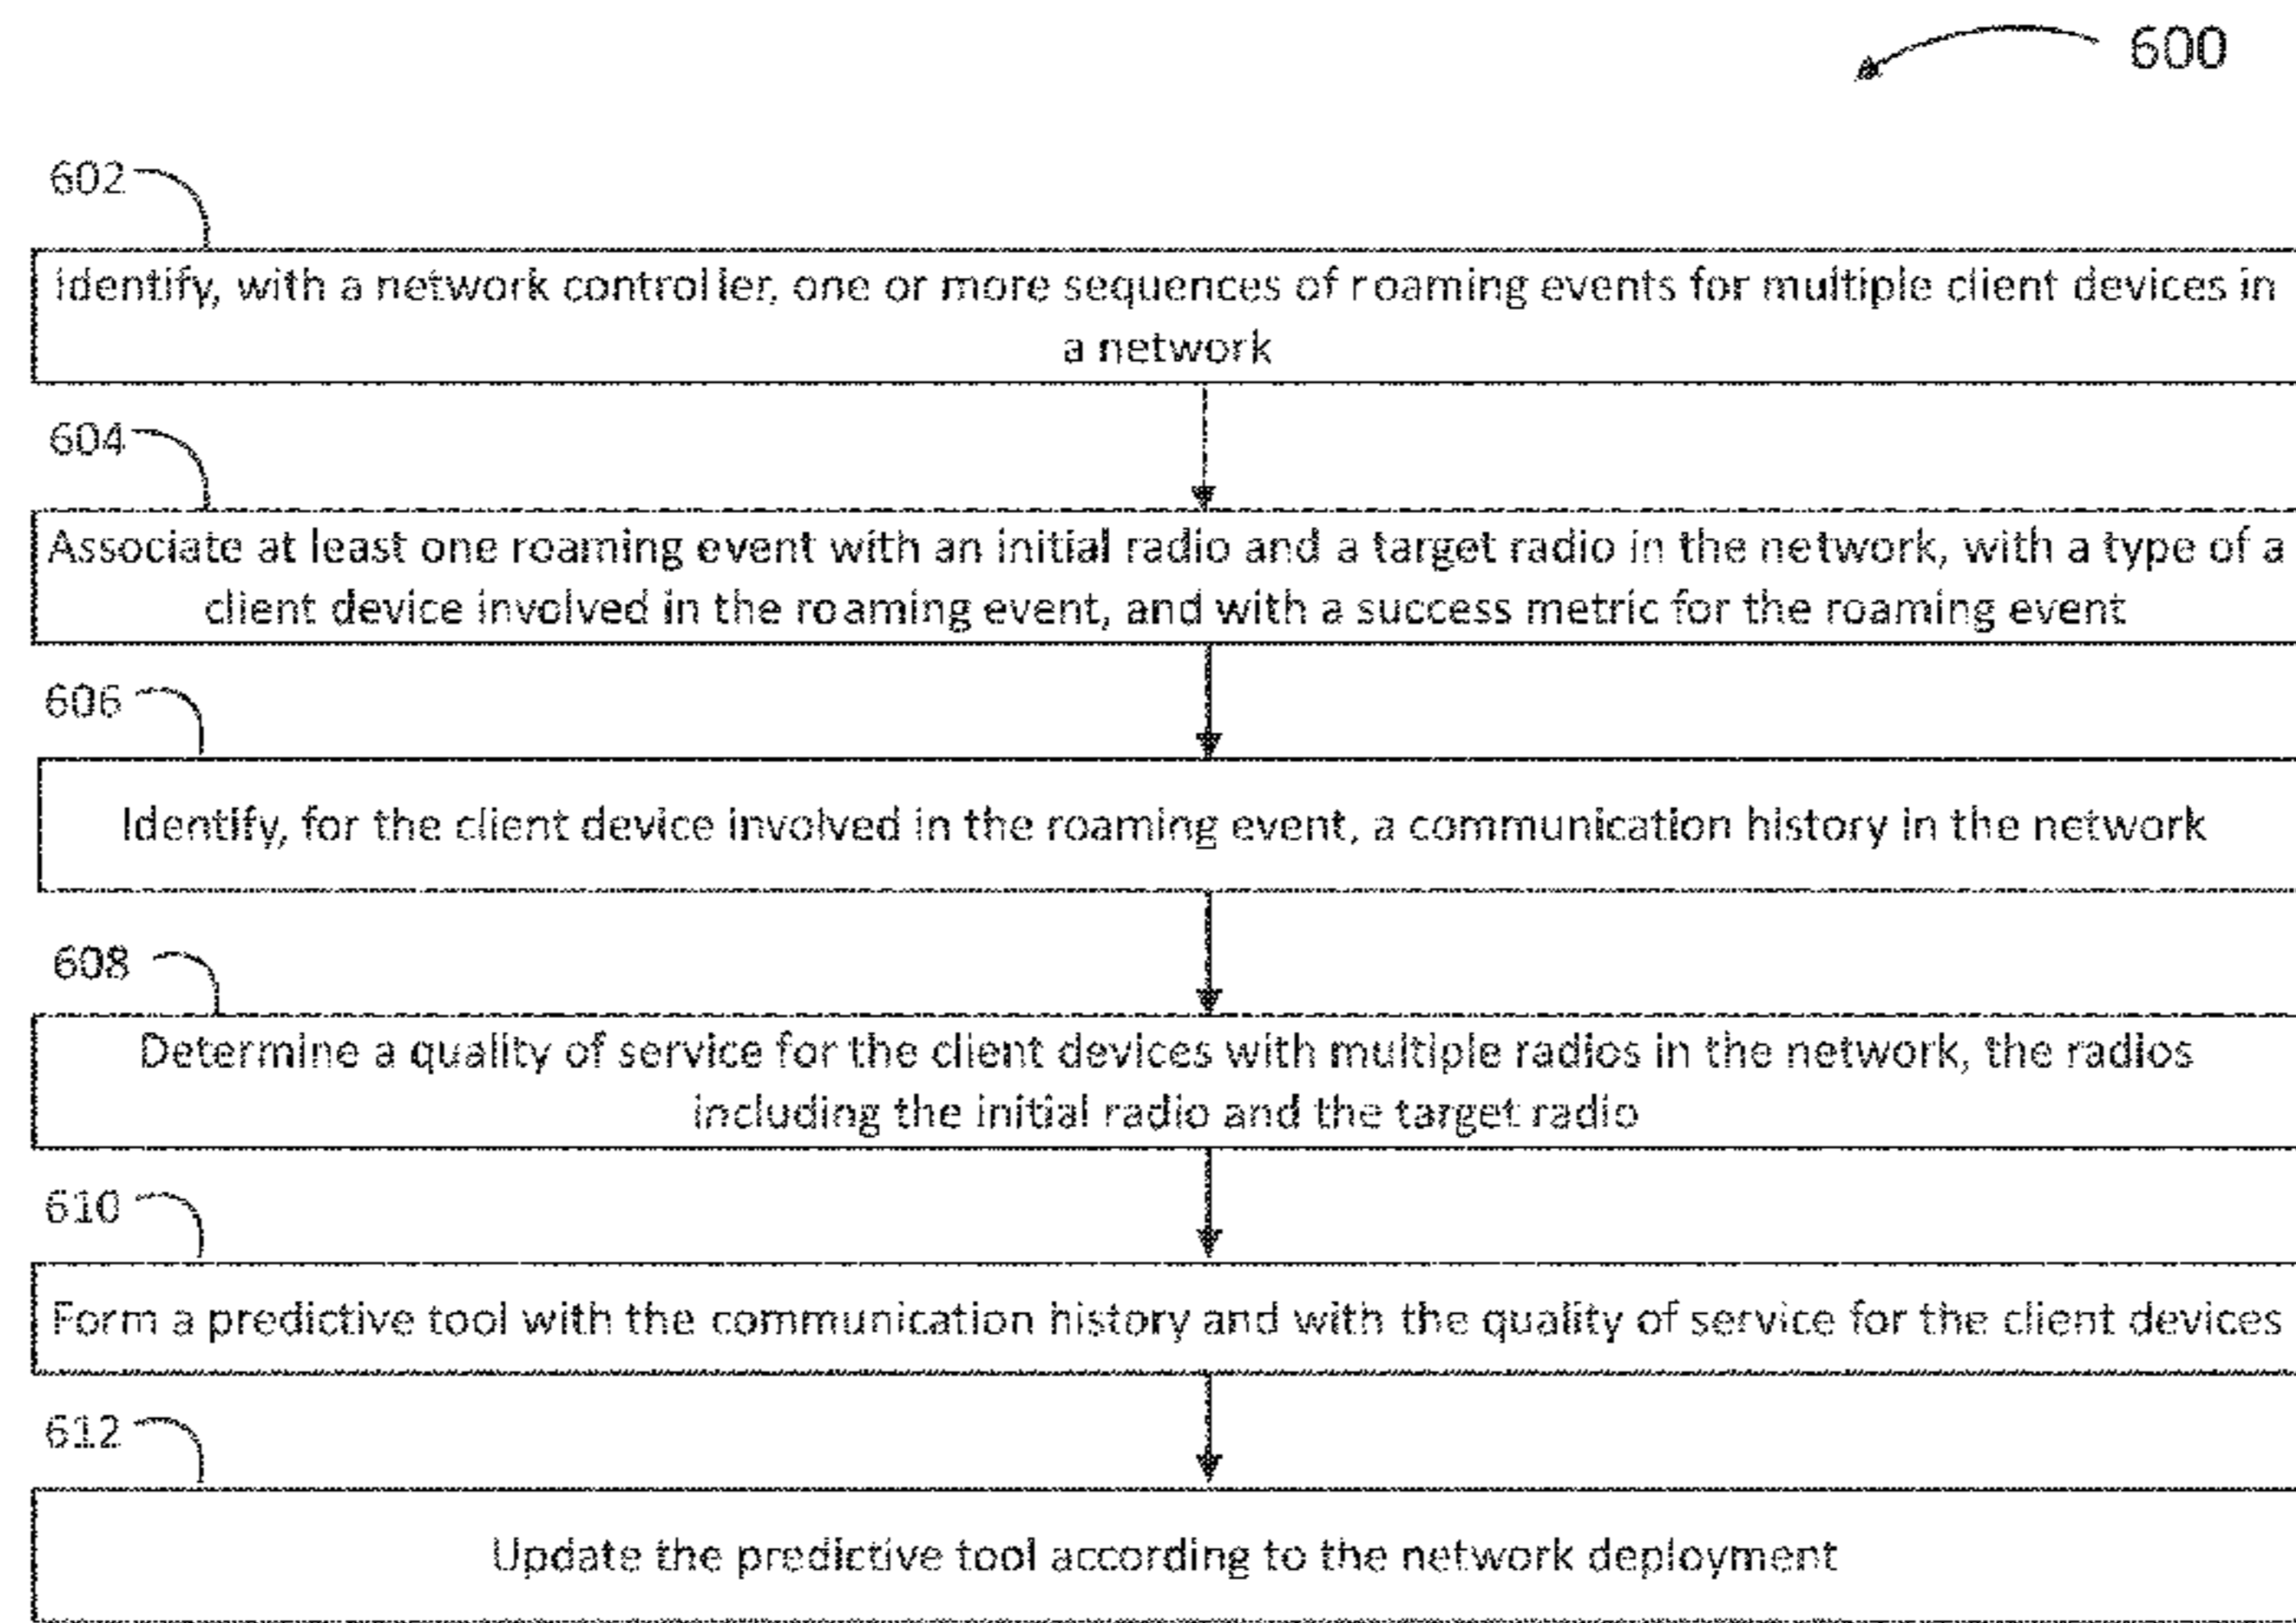 600
602
Identify, with a network controller, one or more sequences of roaming events for multiple client devices in
a network
604
Associate at least one roaming event with an initial radio and a target radio in the network, with a type of a
client device involved in the roaming event, and with a success metric for the roaming event
606
Identify, for the client device involved in the roaming event, a communication history in the network
608
Determine a quality of service for the client devices with multiple radios in the network, the radios
including the initial radio and the target radio
610
Form a predictive tool with the communication history and with the quality of service for the client devices
612
Update the predictive tool according to the network deployment